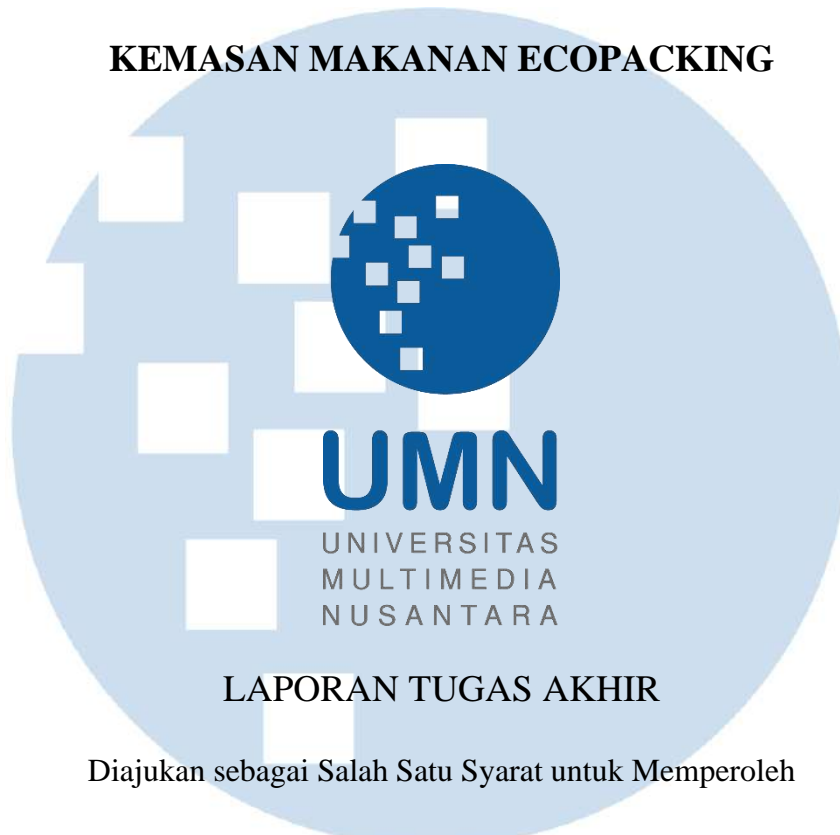 KEMASAN MAKANAN ECOPACKING
UMN
UNIVERSITAS
MULTIMEDIA
NUSANTARA
LAPORAN TUGAS AKHIR
Diajukan sebagai Salah Satu Syarat untuk Memperoleh